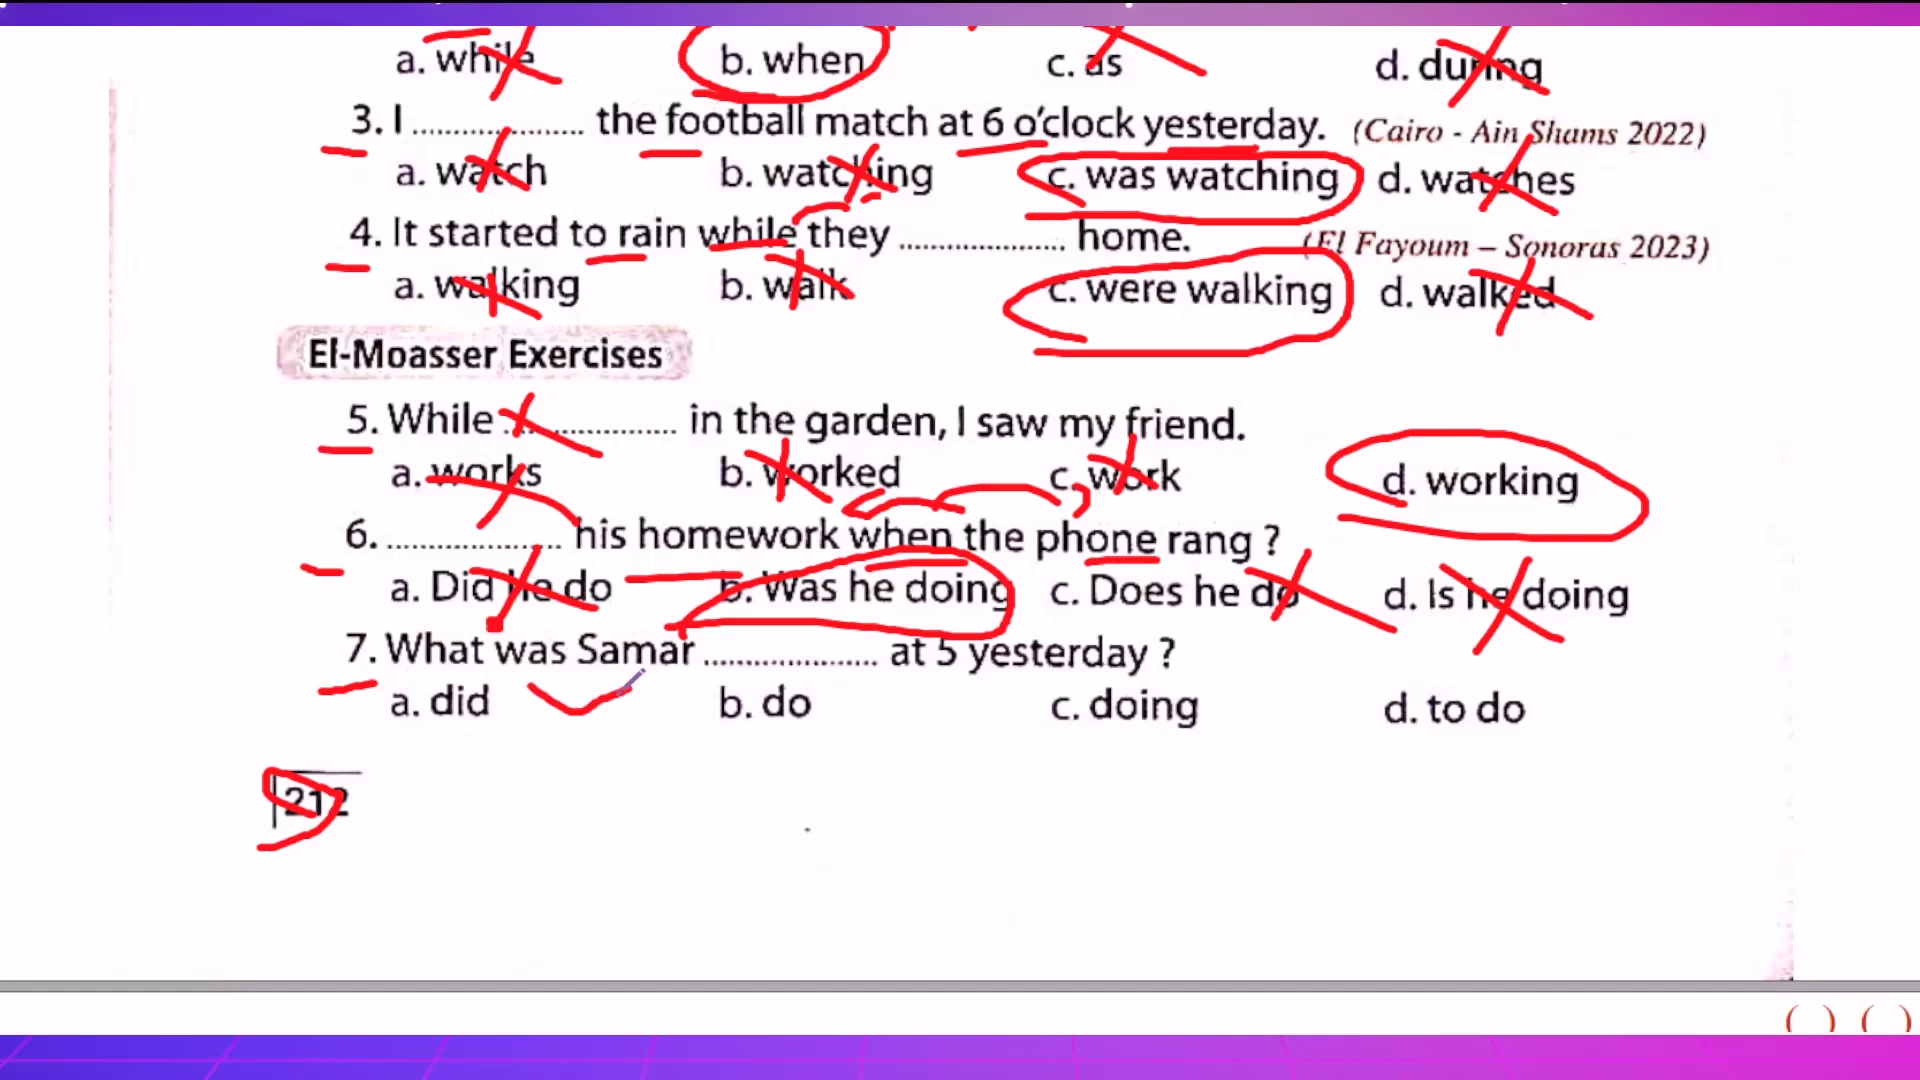 a. while b. when c. as d. during
3. I ..................... the football match at 6 o'clock yesterday. (Cairo - Ain Shams 2022)
a. watch b. watching c. was watching d. watches
4. It started to rain while they .................... home. (El Fayoum – Sonoras 2023)
a. walking b. walk c. were walking d. walked
El-Moasser Exercises
5. While ..................... in the garden, I saw my friend.
a. works b. worked c. work d. working
6. ..................... his homework when the phone rang ?
a. Did he do b. Was he doing c. Does he do d. Is he doing
7. What was Samar ..................... at 5 yesterday ?
a. did b. do c. doing d. to do
212
( ) ( )